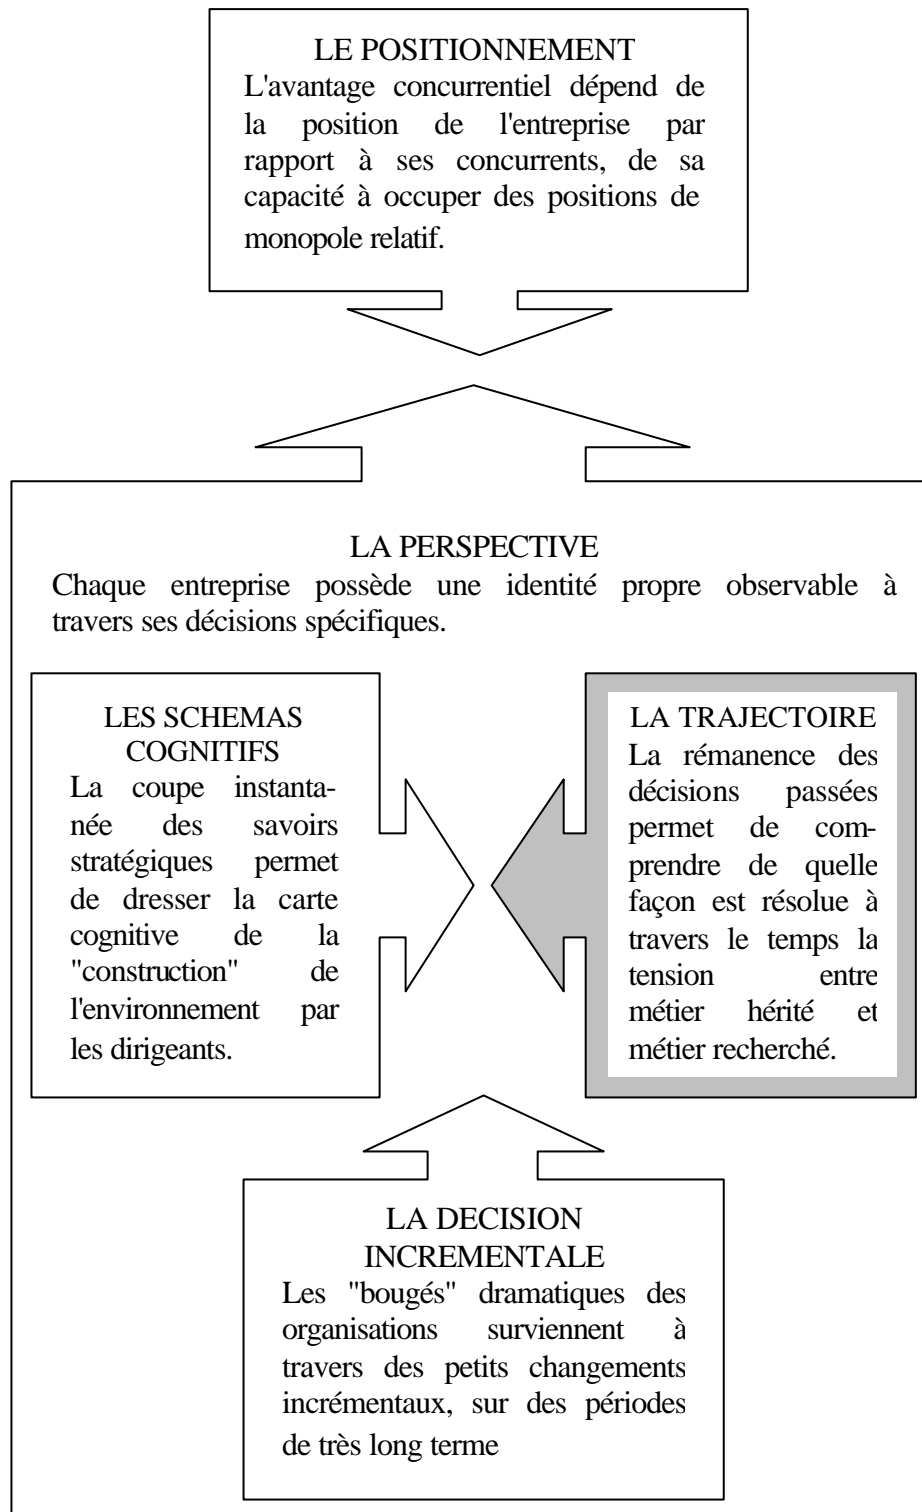 LE POSITIONNEMENT
L'avantage concurrentiel dépend de
la position de l'entreprise par
rapport à ses concurrents, de sa
capacité à occuper des positions de
monopole relatif.
LA PERSPECTIVE
Chaque entreprise possède une identité propre observable à
travers ses décisions spécifiques.
LES SCHEMAS
COGNITIFS
La coupe instanta-
née des savoirs
stratégiques permet
de dresser la carte
cognitive de la
"construction" de
l'environnement par
les dirigeants.
LA TRAJECTOIRE
La rémanence des
décisions passées
permet de com-
prendre de quelle
façon est résolue à
travers le temps la
tension entre
métier hérité et
métier recherché.
LA DECISION
INCREMENTALE
Les "bougés" dramatiques des
organisations surviennent à
travers des petits changements
incrémentaux, sur des périodes
de très long terme